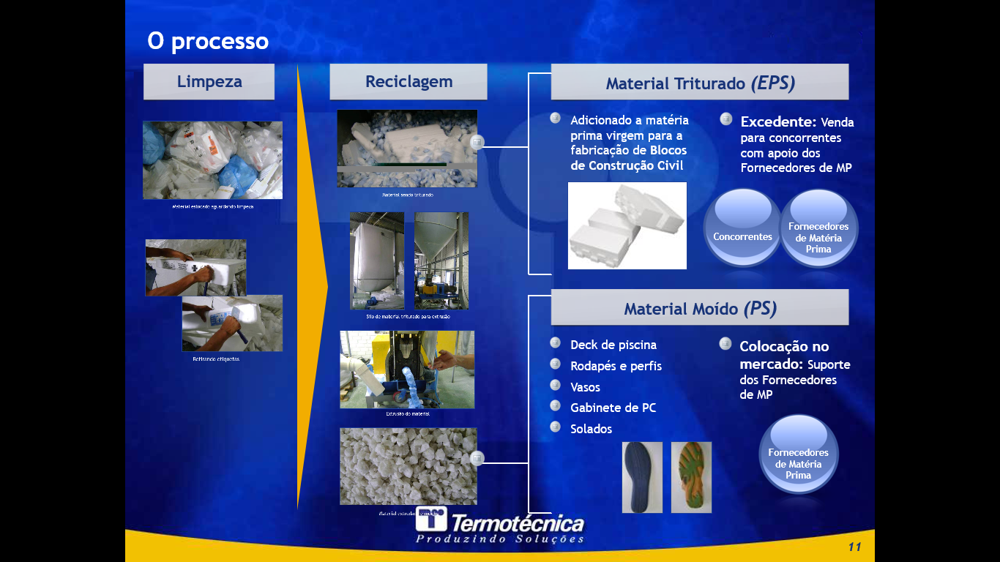 O processo
Limpeza
Material estocado aguardando limpeza
Retirando etiquetas
Reciclagem
Material sendo triturado
Silo de material triturado para extrusão
Extrusão do material
Material extrudado e moído
Material Triturado (EPS)
Adicionado a matéria
prima virgem para a
fabricação de Blocos
de Construção Civil
Excedente: Venda
para concorrentes
com apoio dos
Fornecedores de MP
Concorrentes
Fornecedores
de Matéria
Prima
Material Moído (PS)
Deck de piscina
Rodapés e perfis
Vasos
Gabinete de PC
Solados
Colocação no
mercado: Suporte
dos Fornecedores
de MP
Fornecedores
de Matéria
Prima
Termotécnica
Produzindo Soluções
11